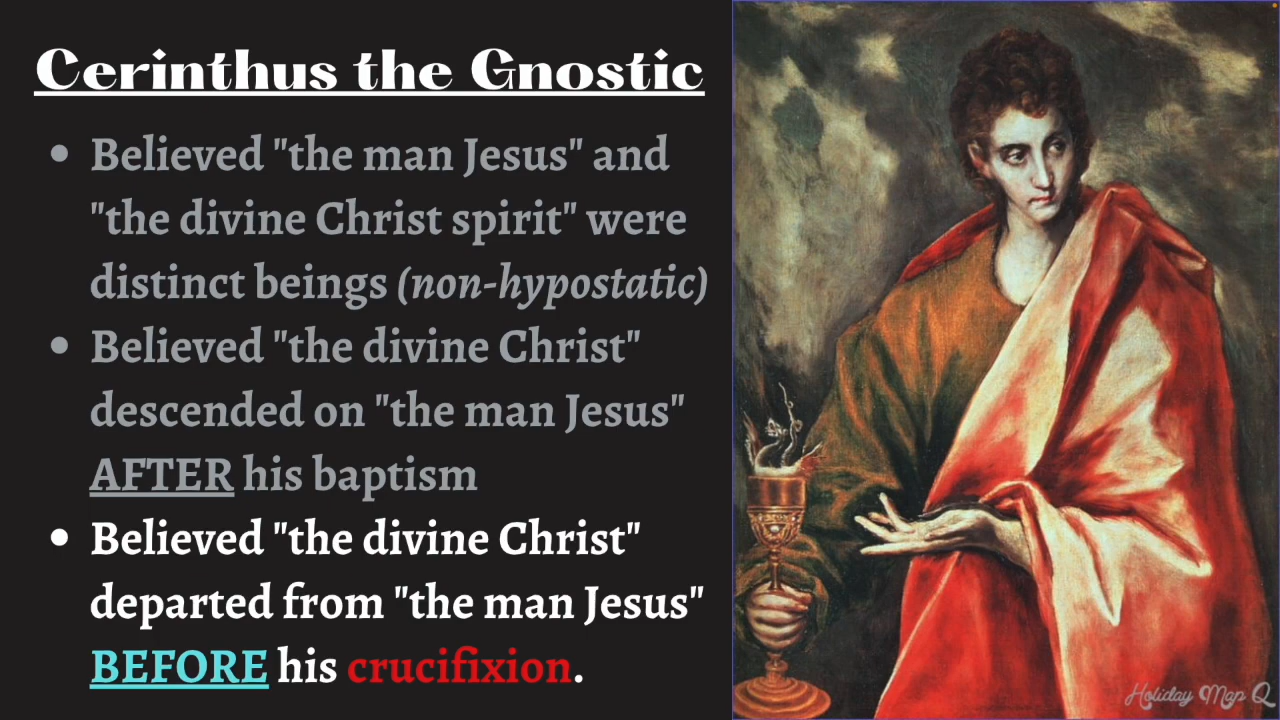 Cerinthus the Gnostic
• Believed "the man Jesus" and
"the divine Christ spirit" were
distinct beings (non-hypostatic)
• Believed "the divine Christ"
descended on "the man Jesus"
AFTER his baptism
• Believed "the divine Christ"
departed from "the man Jesus"
BEFORE his crucifixion.
Holiday Map Q